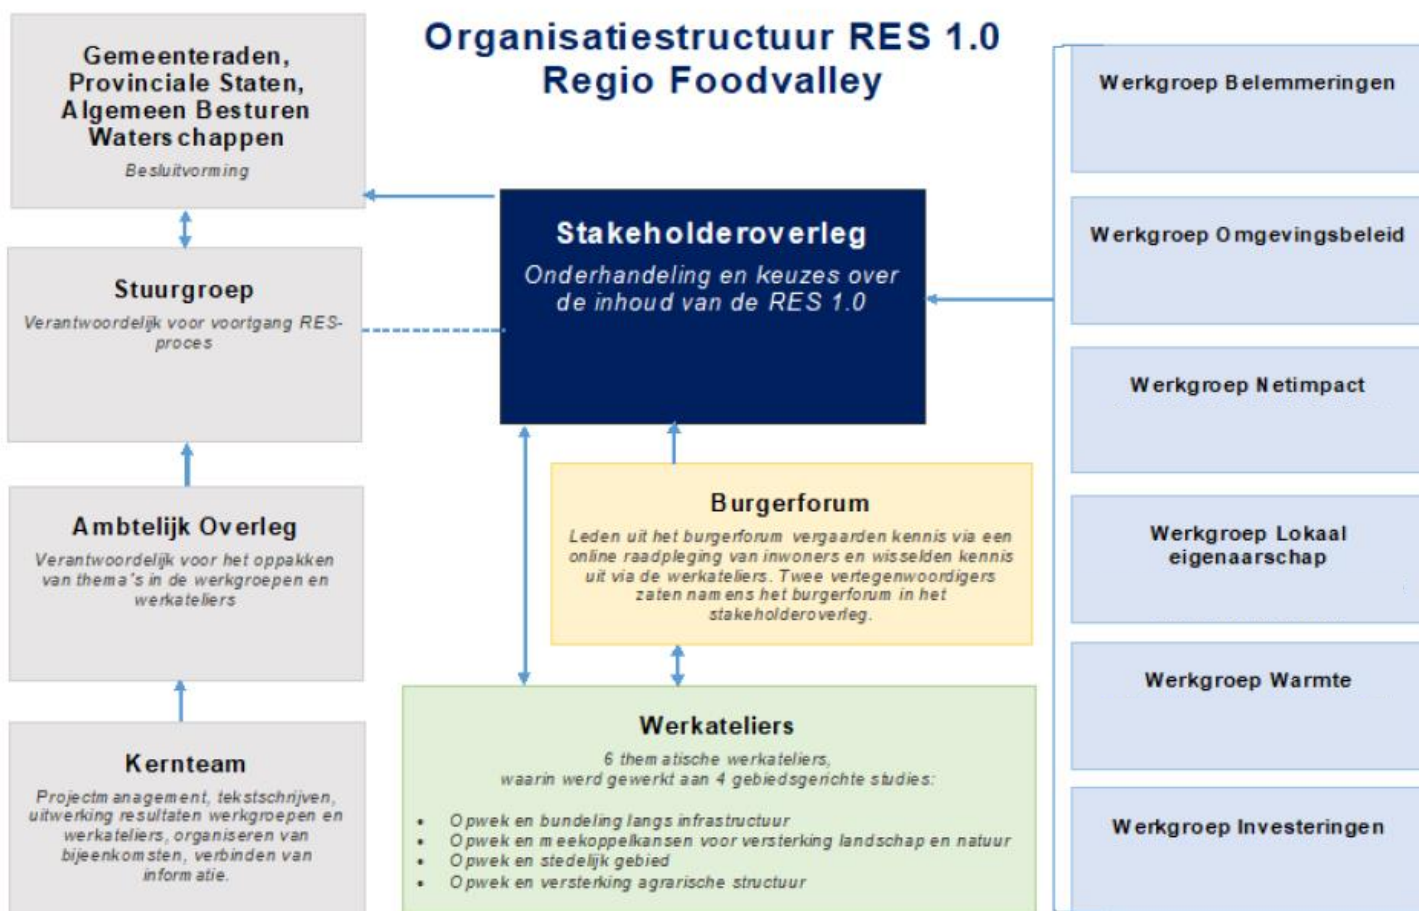 Organisatiestructuur RES 1.0
Regio Foodvalley
Gemeenteraden,
Provinciale Staten,
Algemeen Besturen
Waterschappen
Besluitvorming
Stuurgroep
Verantwoordelijk voor voortgang RES-
proces
Ambtelijk Overleg
Verantwoordelijk voor het oppakken
van thema's in de werkgroepen en
werkateliers
Kernteam
Projectmanagement, tekstschrijven,
uitwerking resultaten werkgroepen en
werkateliers, organiseren van
bijeenkomsten, verbinden van
informatie.
Stakeholderoverleg
Onderhandeling en keuzes over
de inhoud van de RES 1.0
Burgerforum
Leden uit het burgerforum vergaarden kennis via een
online raadpleging van inwoners en wisselden kennis
uit via de werkateliers. Twee vertegenwoordigers
zaten namens het burgerforum in het
stakeholderoverleg.
Werkateliers
6 thematische werkateliers,
waarin werd gewerkt aan 4 gebiedsgerichte studies:
• Opwek en bundeling langs infrastructuur
• Opwek en meekoppelkansen voor versterking landschap en natuur
• Opwek en stedelijk gebied
• Opwek en versterking agrarische structuur
Werkgroep Belemmeringen
Werkgroep Omgevingsbeleid
Werkgroep Netimpact
Werkgroep Lokaal
eigenaarschap
Werkgroep Warmte
Werkgroep Investeringen